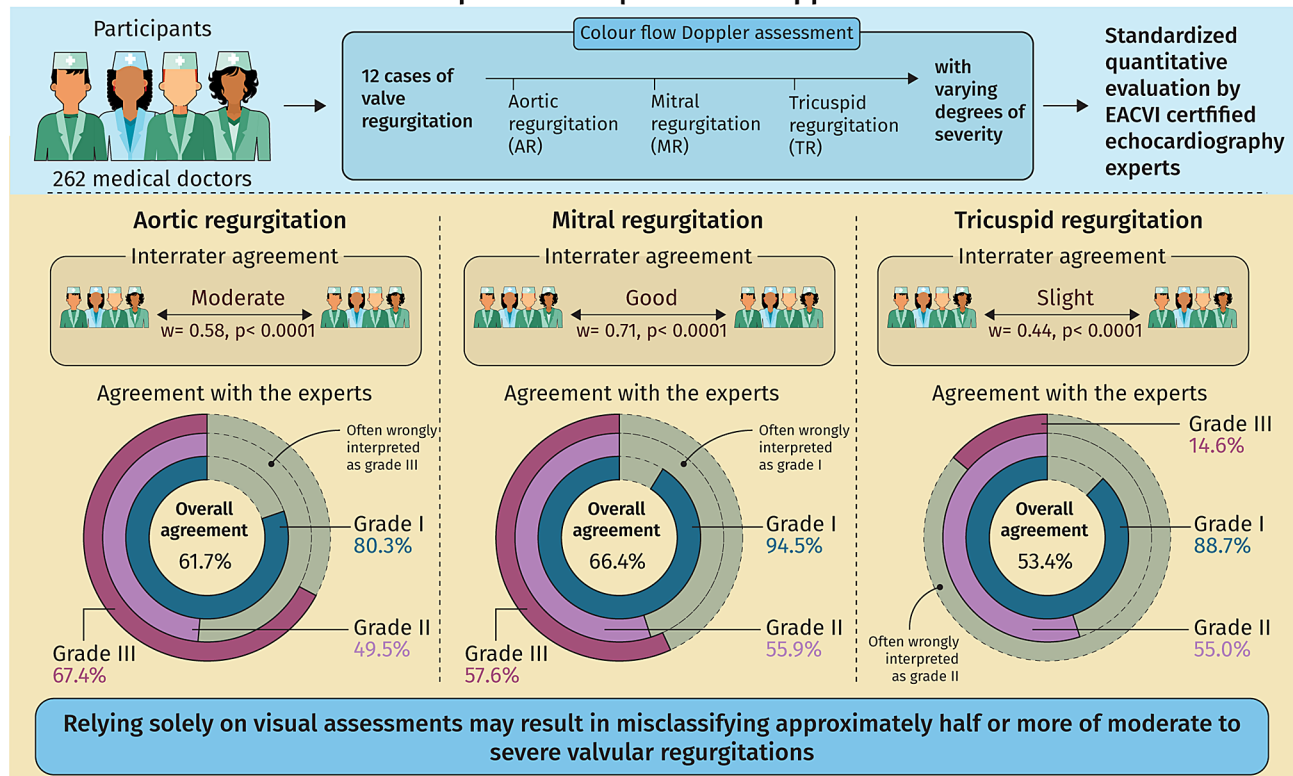 Participants
262 medical doctors
Colour flow Doppler assessment
12 cases of
valve
regurgitation
Aortic
regurgitation
(AR)
Mitral
regurgitation
(MR)
Tricuspid
regurgitation
(TR)
with
varying
degrees of
severity
Standardized
quantitative
evaluation by
EACVI certfified
echocardiography
experts
Aortic regurgitation
Interrater agreement
Moderate
w= 0.58, p< 0.0001
Agreement with the experts
Often wrongly
interpreted
as grade III
Overall
agreement
61.7%
Grade I
80.3%
Grade II
49.5%
Grade III
67.4%
Mitral regurgitation
Interrater agreement
Good
w= 0.71, p< 0.0001
Agreement with the experts
Often wrongly
interpreted
as grade I
Overall
agreement
66.4%
Grade I
94.5%
Grade II
55.9%
Grade III
57.6%
Tricuspid regurgitation
Interrater agreement
Slight
w= 0.44, p< 0.0001
Agreement with the experts
Grade III
14.6%
Overall
agreement
53.4%
Grade I
88.7%
Grade II
55.0%
Often wrongly
interpreted
as grade II
Relying solely on visual assessments may result in misclassifying approximately half or more of moderate to
severe valvular regurgitations